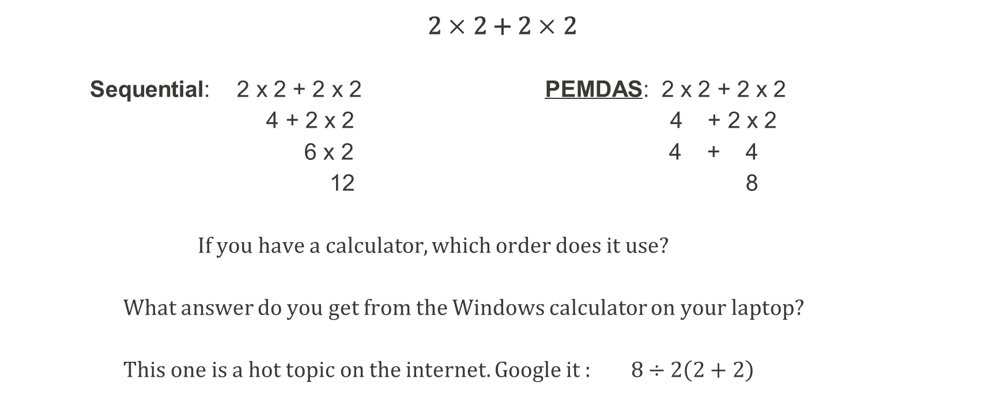 2 × 2 + 2 × 2
Sequential: 2 x 2 + 2 x 2
4 + 2 x 2
6 x 2
12
PEMDAS: 2 x 2 + 2 x 2
4 + 2 x 2
4 + 4
8
If you have a calculator, which order does it use?
What answer do you get from the Windows calculator on your laptop?
This one is a hot topic on the internet. Google it : 8 ÷ 2(2 + 2)